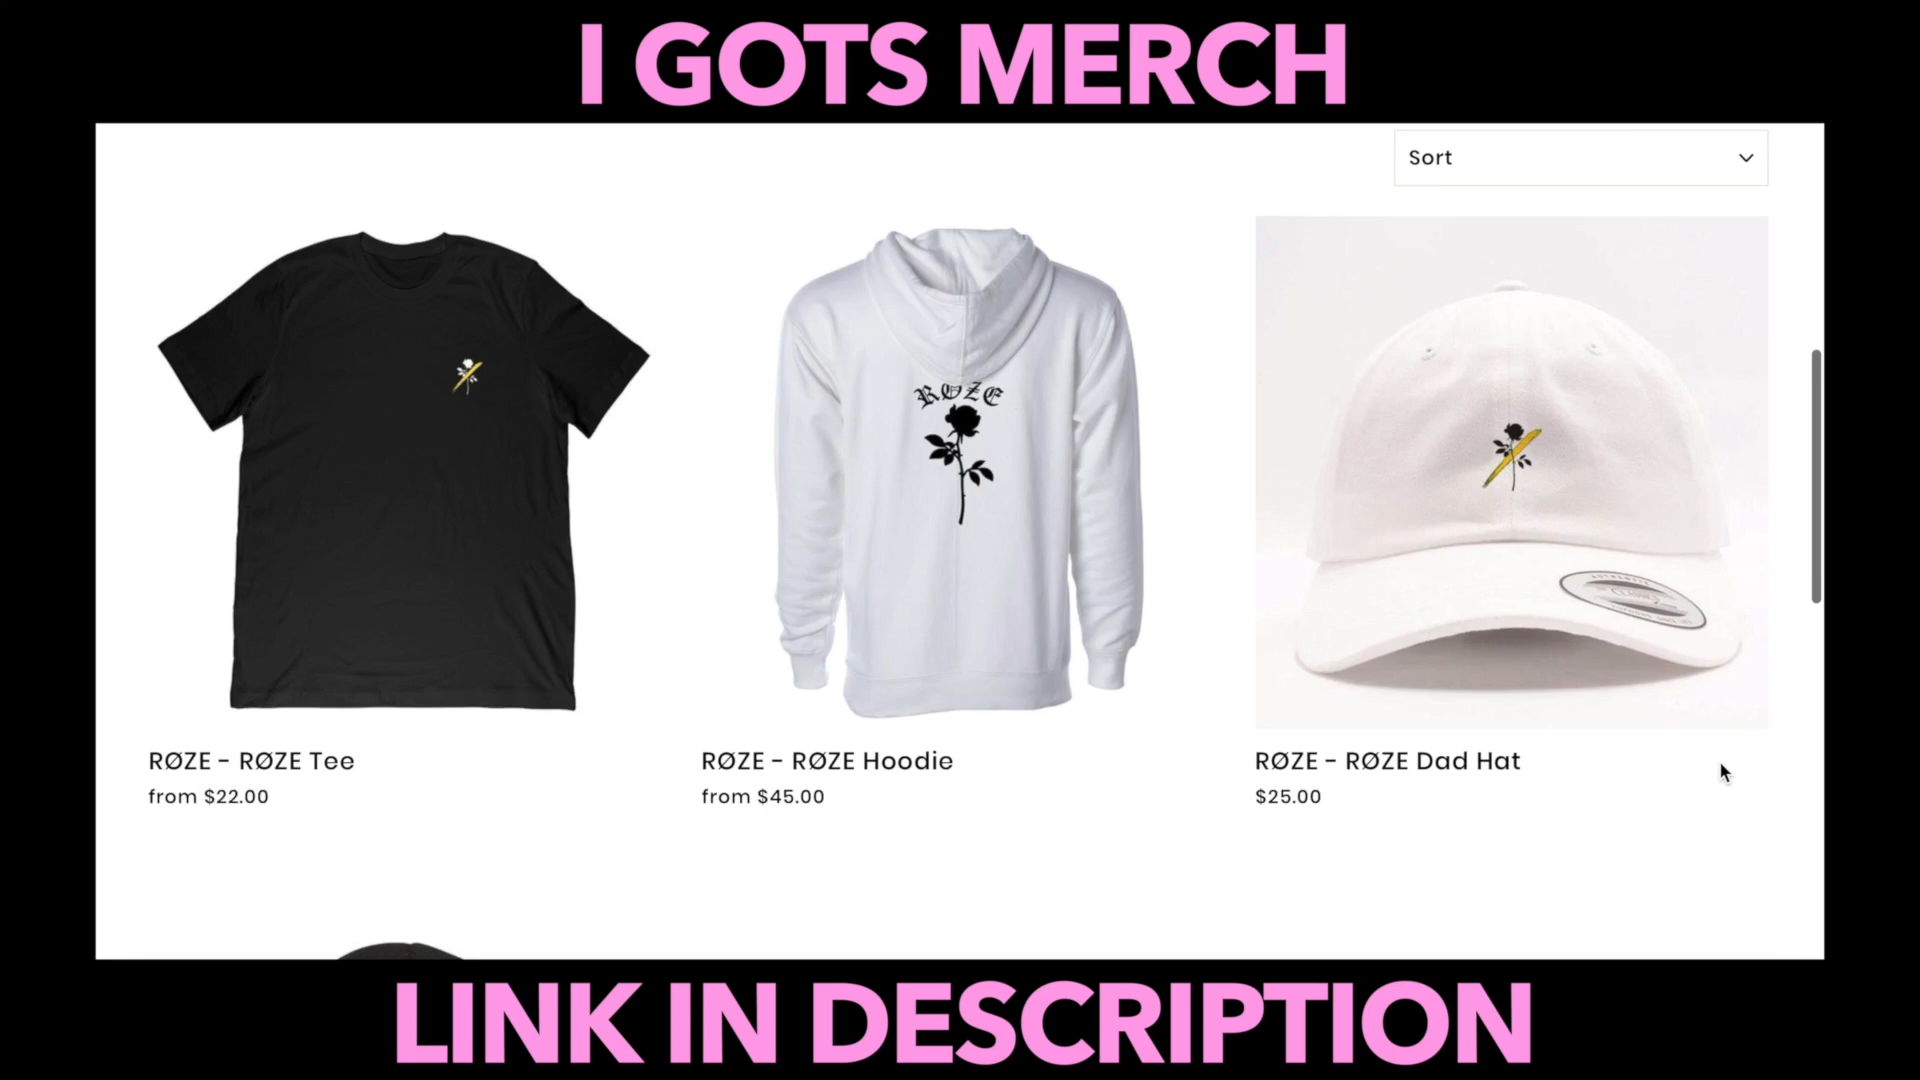 I GOTS MERCH
Sort
RØZE
CLASSICS
RØZE - RØZE Tee
RØZE - RØZE Hoodie
RØZE - RØZE Dad Hat
from $22.00
from $45.00
$25.00
LINK IN DESCRIPTION